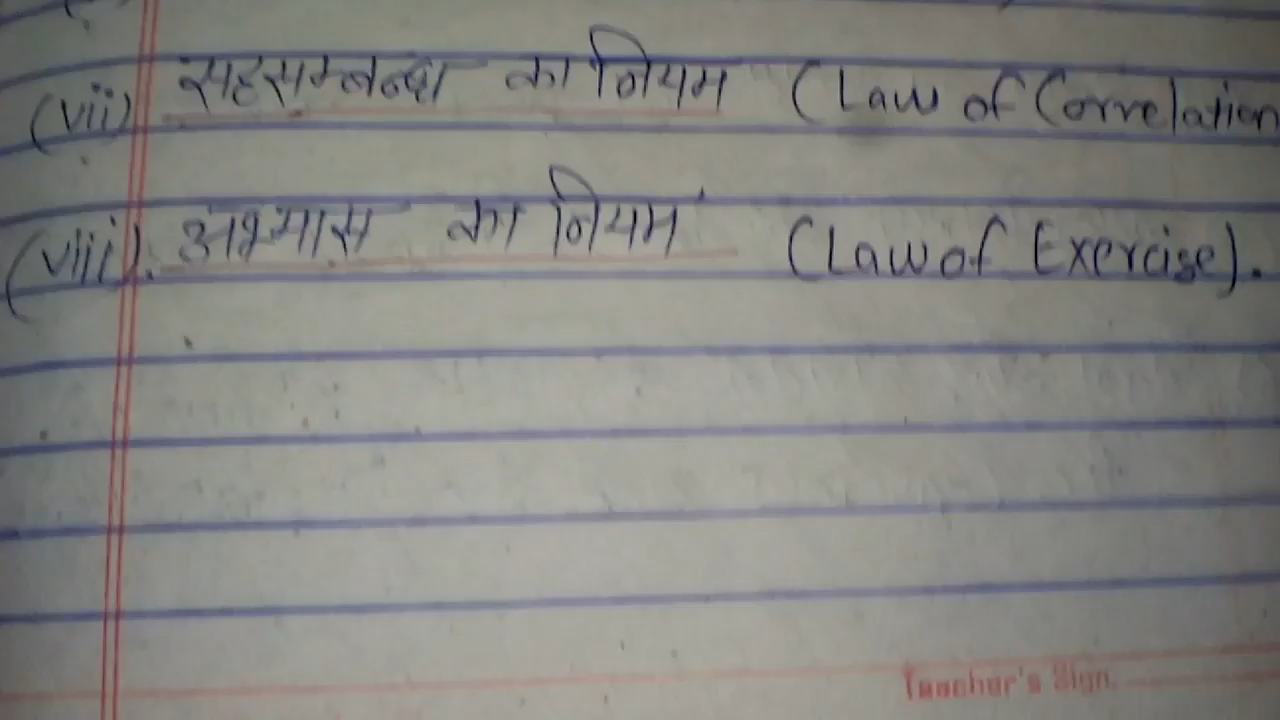 (vii) सहसम्बन्ध का नियम (Law of Correlation
(viii). अभ्यास का नियम (Law of Exercise).
Teacher's Sign.